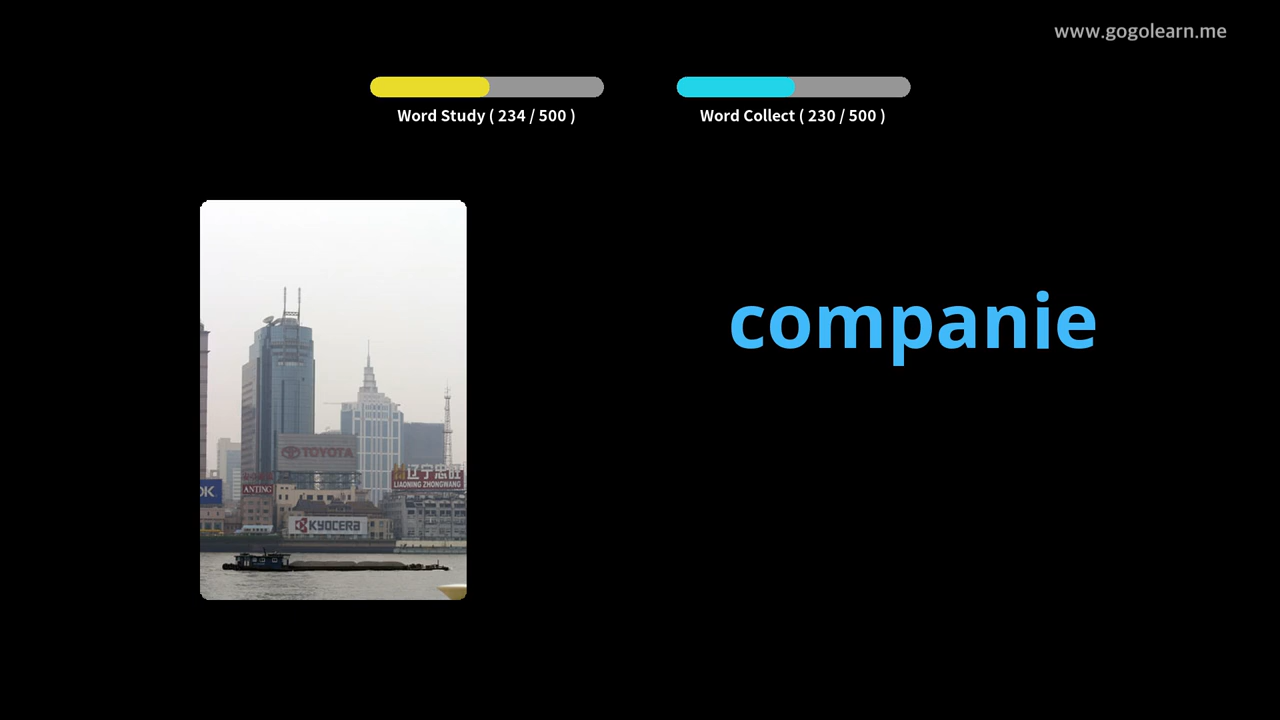 www.gogolearn.me
Word Study ( 234 / 500 )
Word Collect ( 230 / 500 )
companie
TOYOTA
辽宁忠旺
LIAONING ZHONGWANG
OK
ANTING
KYOCERA